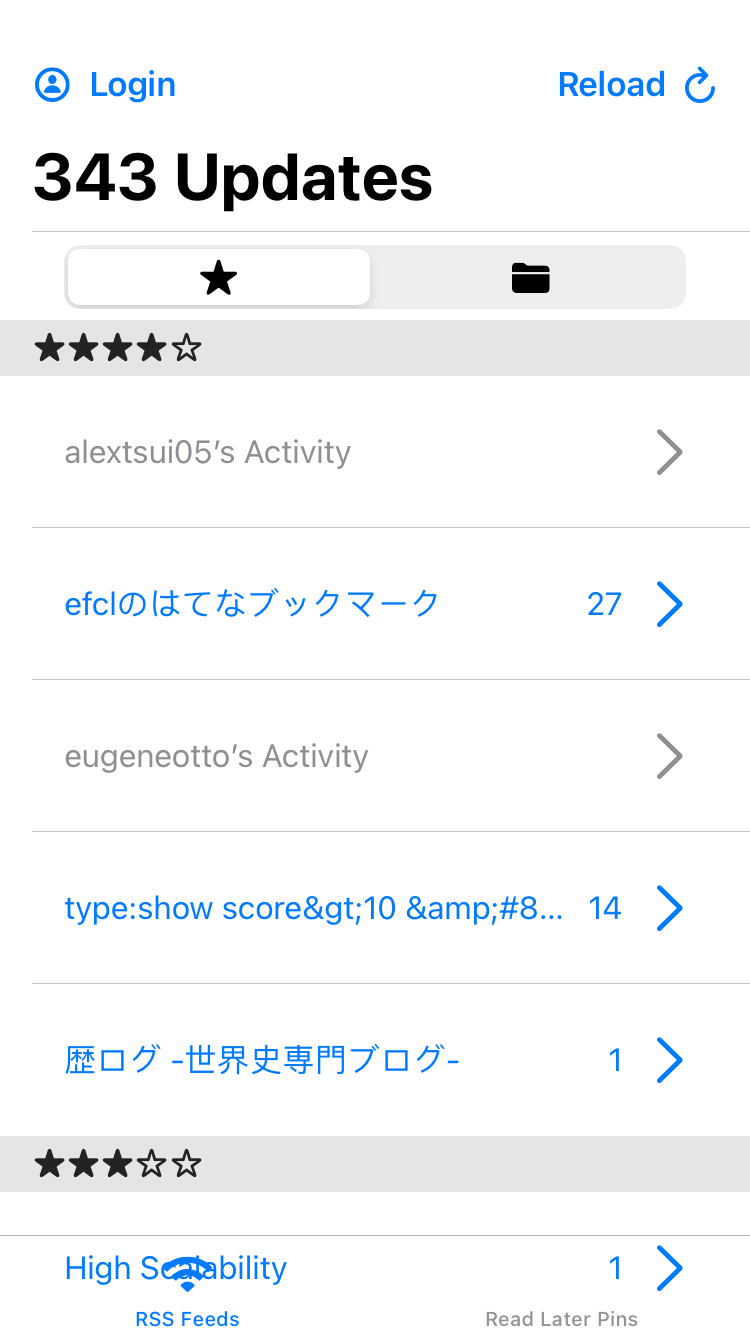 Login
Reload
343 Updates
★★★★☆
alextsui05’s Activity
efclのはてなブックマーク 27
eugeneotto’s Activity
type:show score&gt;10 &amp;#8... 14
歴ログ -世界史専門ブログ- 1
★★★☆☆
High Scalability 1
RSS Feeds
Read Later Pins